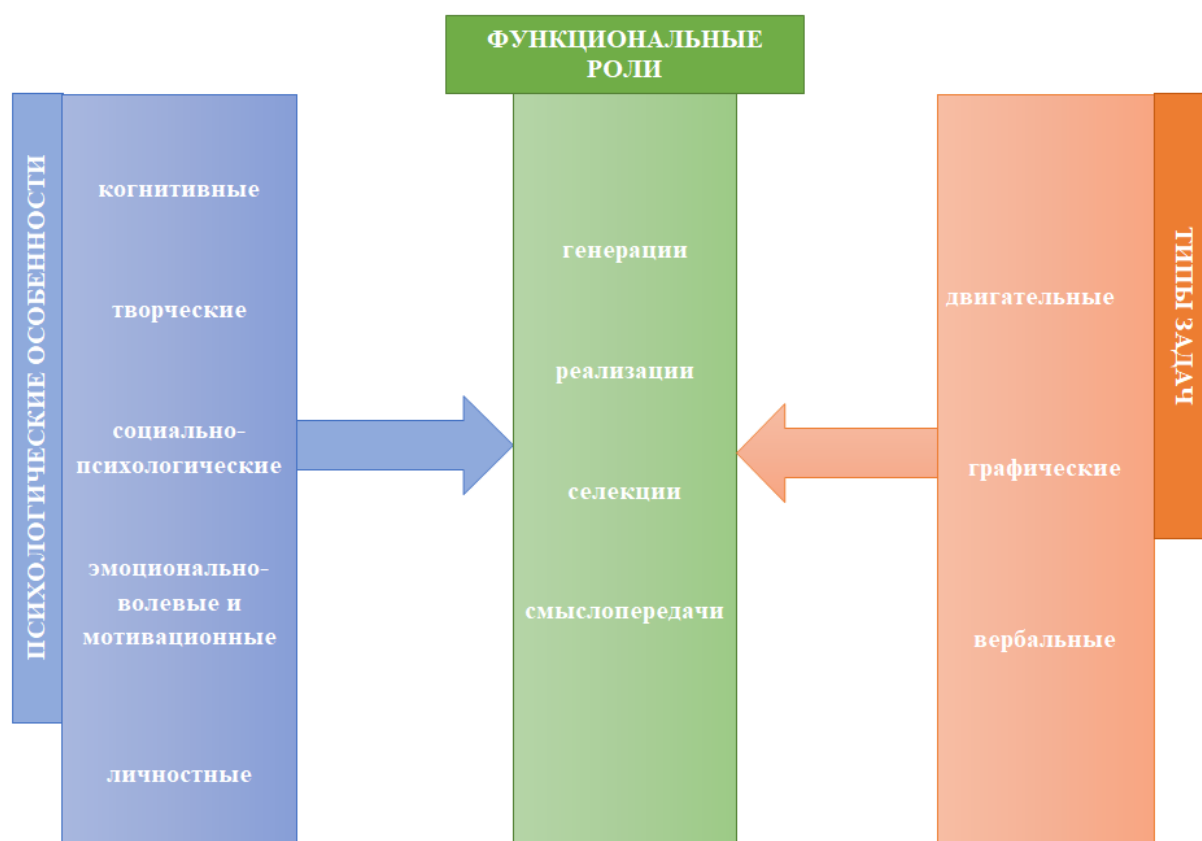 ФУНКЦИОНАЛЬНЫЕ
РОЛИ
ПСИХОЛОГИЧЕСКИЕ ОСОБЕННОСТИ
когнитивные
творческие
социально-
психологические
эмоционально-
волевые и
мотивационные
личностные
генерации
реализации
селекции
смыслопередачи
двигательные
графические
вербальные
ТИПЫ ЗАДАЧ